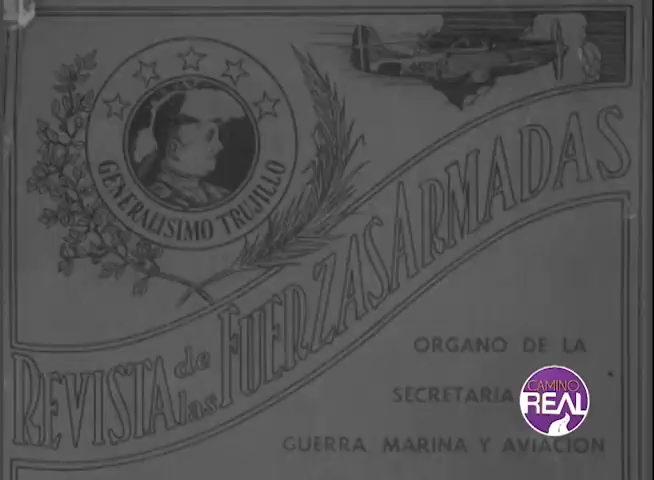 GENERALISIMO TRUJILLO
REVISTA de las FUERZAS ARMADAS
ORGANO DE LA
SECRETARIA
GUERRA, MARINA Y AVIACION
CAMINO
REAL